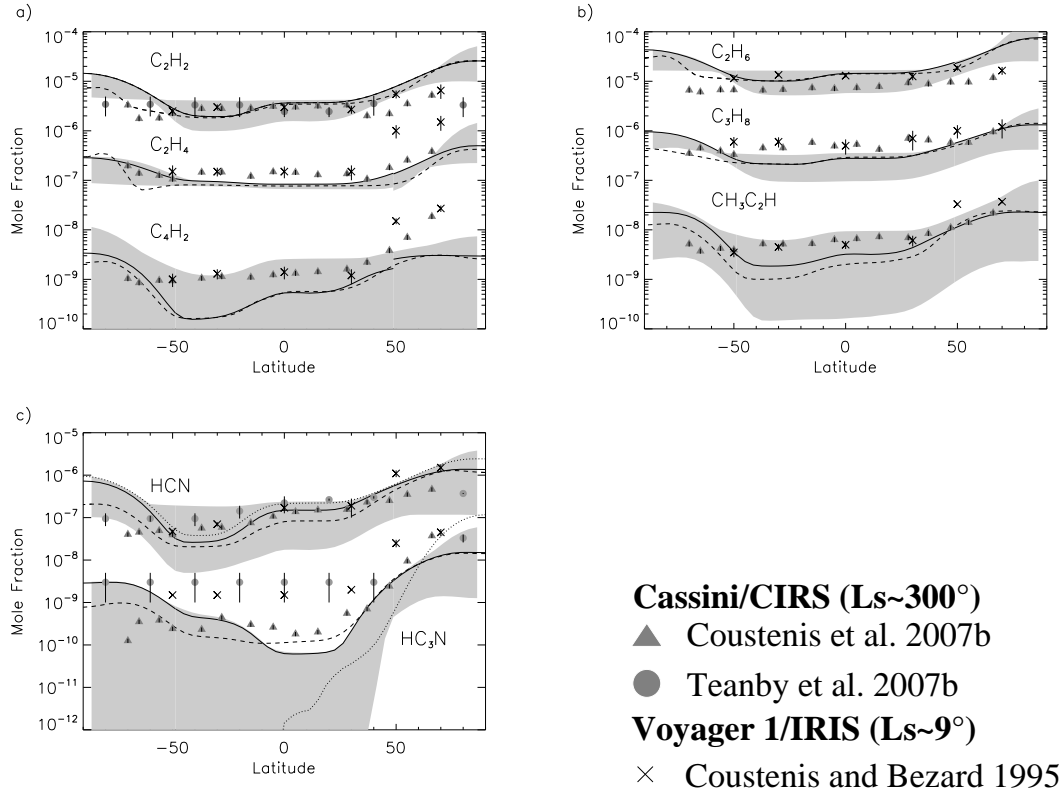 a)
10⁻⁴
10⁻⁵
10⁻⁶
10⁻⁷
10⁻⁸
10⁻⁹
10⁻¹⁰
Mole Fraction
C₂H₂
C₂H₄
C₄H₂
−50 0 50
Latitude
b)
10⁻⁴
10⁻⁵
10⁻⁶
10⁻⁷
10⁻⁸
10⁻⁹
10⁻¹⁰
Mole Fraction
C₂H₆
C₃H₈
CH₃C₂H
−50 0 50
Latitude
c)
10⁻⁵
10⁻⁶
10⁻⁷
10⁻⁸
10⁻⁹
10⁻¹⁰
10⁻¹¹
10⁻¹²
Mole Fraction
HCN
HC₃N
−50 0 50
Latitude
Cassini/CIRS (Ls~300°)
Coustenis et al. 2007b
Teanby et al. 2007b
Voyager 1/IRIS (Ls~9°)
Coustenis and Bezard 1995